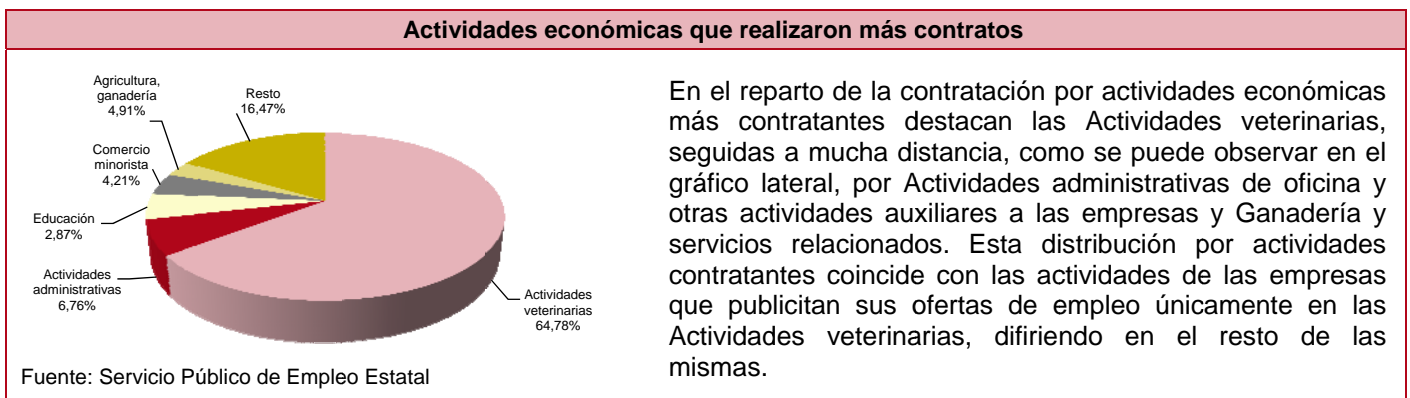 Actividades económicas que realizaron más contratos
Agricultura,
ganadería
4,91%
Resto
16,47%
Comercio
minorista
4,21%
Educación
2,87%
Actividades
administrativas
6,76%
Actividades
veterinarias
64,78%
Fuente: Servicio Público de Empleo Estatal
En el reparto de la contratación por actividades económicas
más contratantes destacan las Actividades veterinarias,
seguidas a mucha distancia, como se puede observar en el
gráfico lateral, por Actividades administrativas de oficina y
otras actividades auxiliares a las empresas y Ganadería y
servicios relacionados. Esta distribución por actividades
contratantes coincide con las actividades de las empresas
que publicitan sus ofertas de empleo únicamente en las
Actividades veterinarias, difiriendo en el resto de las
mismas.